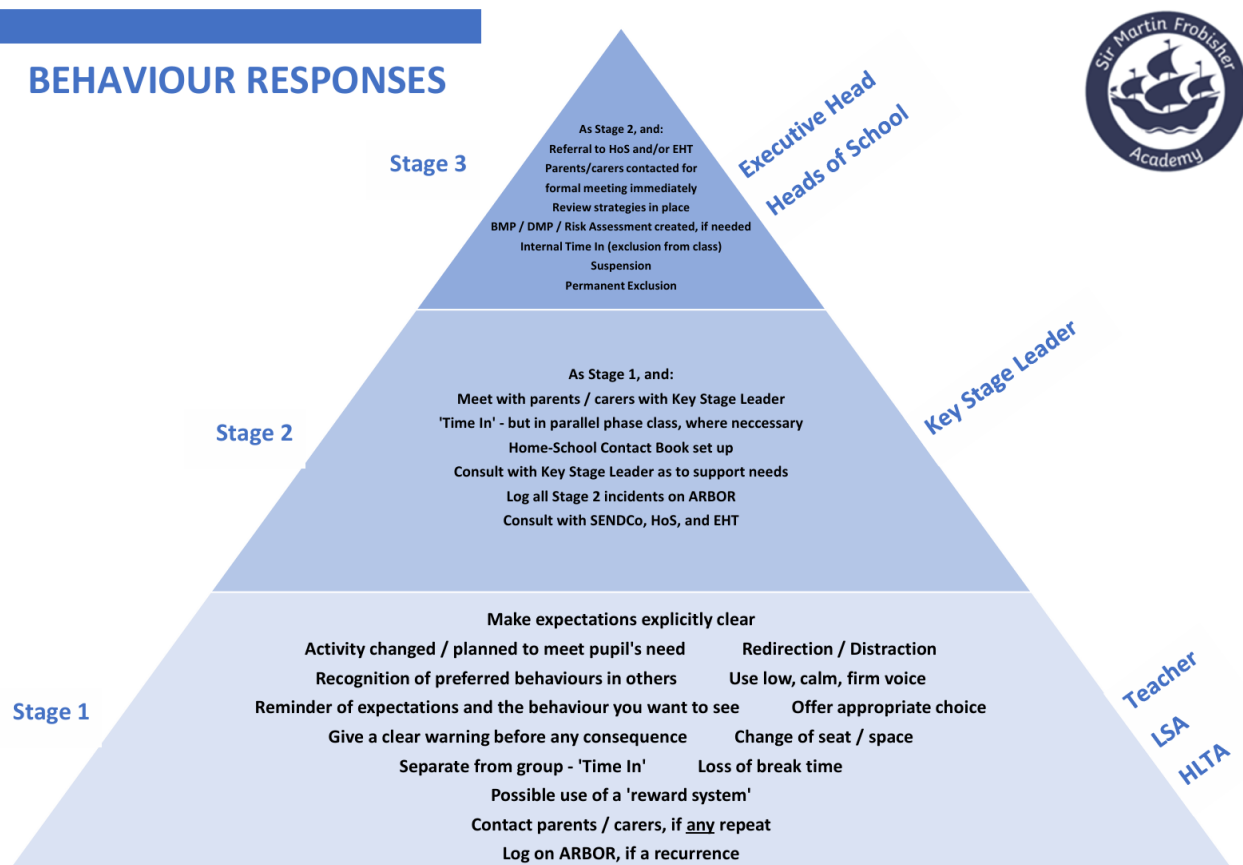 BEHAVIOUR RESPONSES
Sir Martin Frobisher
Academy
Stage 3
As Stage 2, and:
Referral to HoS and/or EHT
Parents/carers contacted for
formal meeting immediately
Review strategies in place
BMP / DMP / Risk Assessment created, if needed
Internal Time In (exclusion from class)
Suspension
Permanent Exclusion
Executive Head
Heads of School
Stage 2
As Stage 1, and:
Meet with parents / carers with Key Stage Leader
'Time In' - but in parallel phase class, where neccessary
Home-School Contact Book set up
Consult with Key Stage Leader as to support needs
Log all Stage 2 incidents on ARBOR
Consult with SENDCo, HoS, and EHT
Key Stage Leader
Stage 1
Make expectations explicitly clear
Activity changed / planned to meet pupil's need Redirection / Distraction
Recognition of preferred behaviours in others Use low, calm, firm voice
Reminder of expectations and the behaviour you want to see Offer appropriate choice
Give a clear warning before any consequence Change of seat / space
Separate from group - 'Time In' Loss of break time
Possible use of a 'reward system'
Contact parents / carers, if any repeat
Log on ARBOR, if a recurrence
Teacher
LSA
HLTA